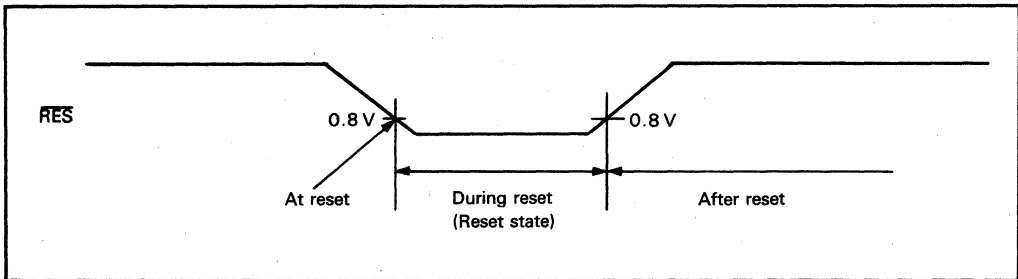 RES
0.8 V
0.8 V
At reset
During reset
(Reset state)
After reset